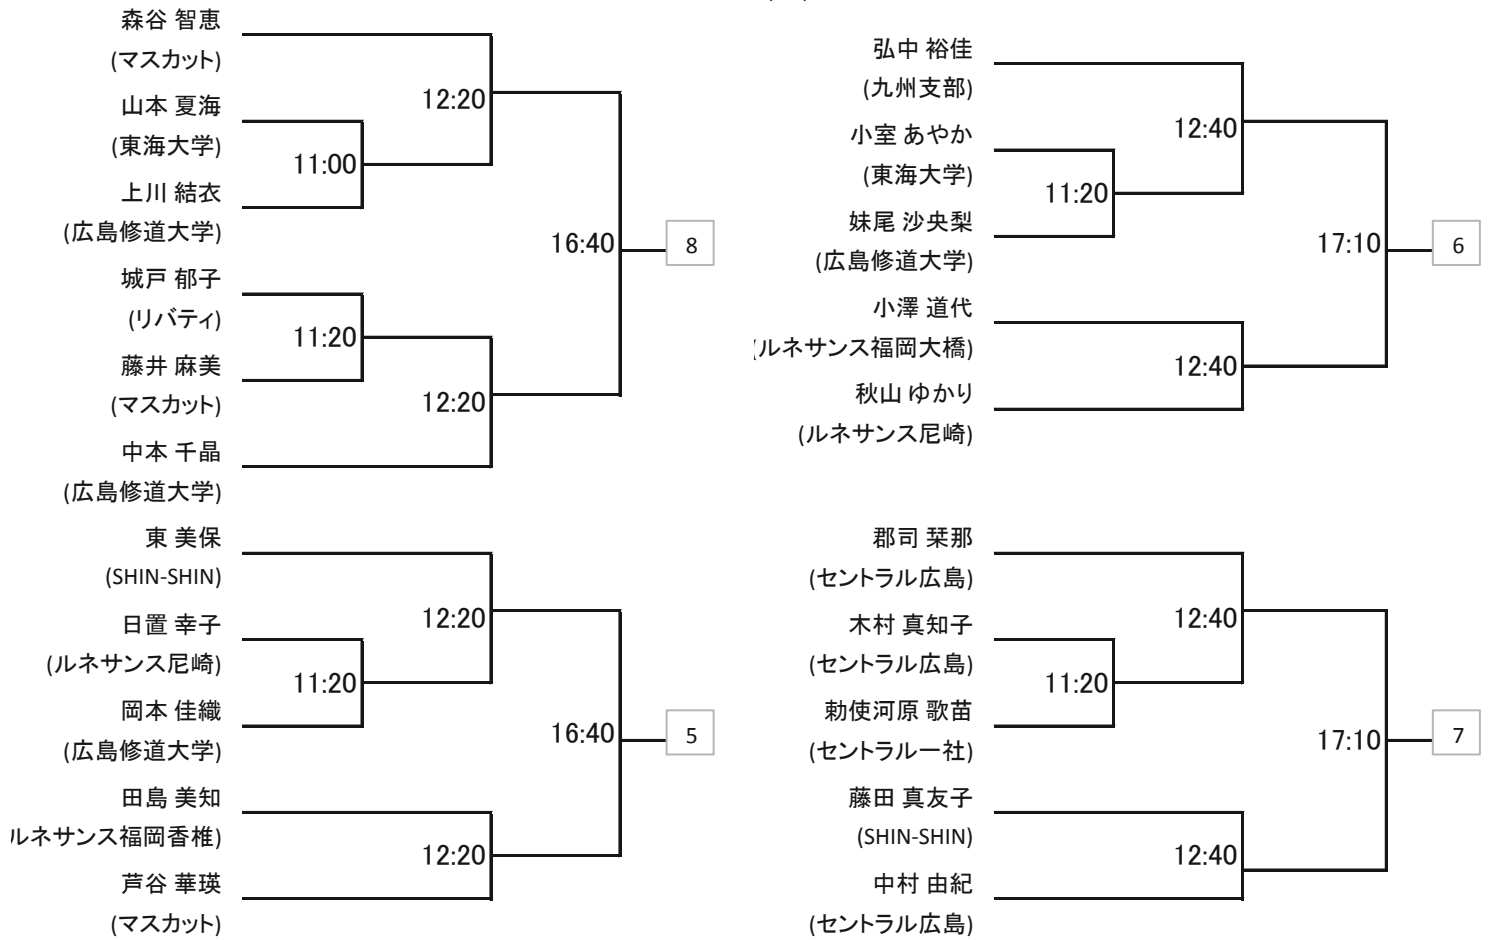 森谷 智恵
(マスカット)
12:20
山本 夏海
(東海大学)
11:00
上川 結衣
(広島修道大学)
16:40
8
城戸 郁子
(リバティ)
11:20
藤井 麻美
(マスカット)
12:20
中本 千晶
(広島修道大学)
東 美保
(SHIN-SHIN)
12:20
日置 幸子
(ルネサンス尼崎)
11:20
岡本 佳織
(広島修道大学)
16:40
5
田島 美知
ルネサンス福岡香椎)
12:20
芦谷 華瑛
(マスカット)
弘中 裕佳
(九州支部)
12:40
小室 あやか
(東海大学)
11:20
妹尾 沙央梨
(広島修道大学)
17:10
6
小澤 道代
(ルネサンス福岡大橋)
12:40
秋山 ゆかり
(ルネサンス尼崎)
郡司 栞那
(セントラル広島)
12:40
木村 真知子
(セントラル広島)
11:20
勅使河原 歌苗
(セントラル一社)
17:10
7
藤田 真友子
(SHIN-SHIN)
12:40
中村 由紀
(セントラル広島)